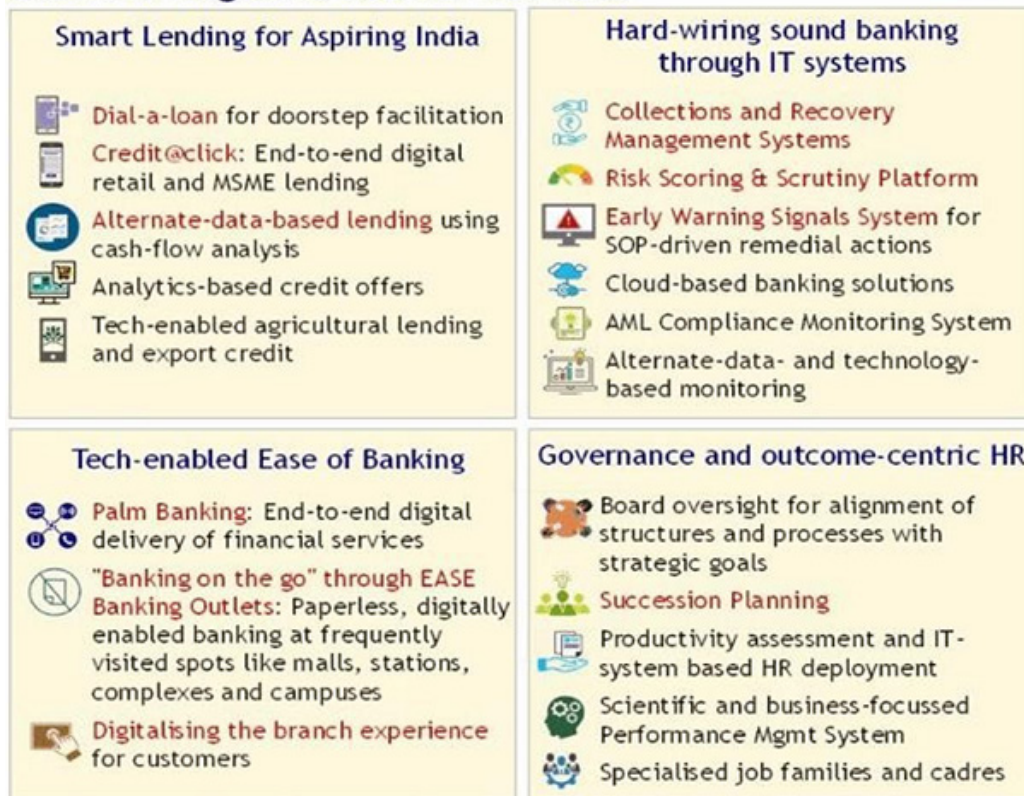 Smart Lending for Aspiring India
Dial-a-loan for doorstep facilitation
Credit@click: End-to-end digital
retail and MSME lending
Alternate-data-based lending using
cash-flow analysis
Analytics-based credit offers
Tech-enabled agricultural lending
and export credit
Hard-wiring sound banking
through IT systems
Collections and Recovery
Management Systems
Risk Scoring & Scrutiny Platform
Early Warning Signals System for
SOP-driven remedial actions
Cloud-based banking solutions
AML Compliance Monitoring System
Alternate-data- and technology-
based monitoring
Tech-enabled Ease of Banking
Palm Banking: End-to-end digital
delivery of financial services
"Banking on the go" through EASE
Banking Outlets: Paperless, digitally
enabled banking at frequently
visited spots like malls, stations,
complexes and campuses
Digitalising the branch experience
for customers
Governance and outcome-centric HR
Board oversight for alignment of
structures and processes with
strategic goals
Succession Planning
Productivity assessment and IT-
system based HR deployment
Scientific and business-focussed
Performance Mgmt System
Specialised job families and cadres